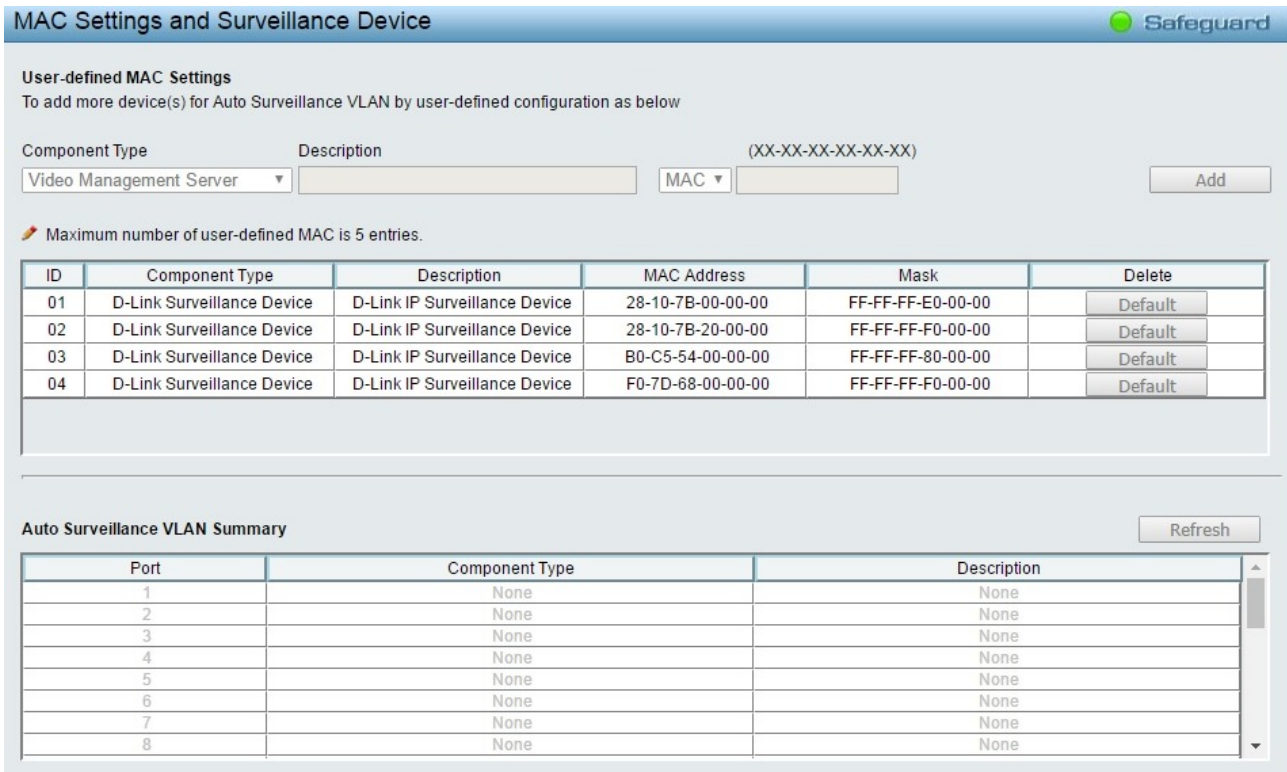 MAC Settings and Surveillance Device Safeguard
User-defined MAC Settings
To add more device(s) for Auto Surveillance VLAN by user-defined configuration as below
Component Type Description (XX-XX-XX-XX-XX-XX)
Video Management Server MAC Add
Maximum number of user-defined MAC is 5 entries.
ID Component Type Description MAC Address Mask Delete
01 D-Link Surveillance Device D-Link IP Surveillance Device 28-10-7B-00-00-00 FF-FF-FF-E0-00-00 Default
02 D-Link Surveillance Device D-Link IP Surveillance Device 28-10-7B-20-00-00 FF-FF-FF-F0-00-00 Default
03 D-Link Surveillance Device D-Link IP Surveillance Device B0-C5-54-00-00-00 FF-FF-FF-80-00-00 Default
04 D-Link Surveillance Device D-Link IP Surveillance Device F0-7D-68-00-00-00 FF-FF-FF-F0-00-00 Default
Auto Surveillance VLAN Summary Refresh
Port Component Type Description
1 None None
2 None None
3 None None
4 None None
5 None None
6 None None
7 None None
8 None None